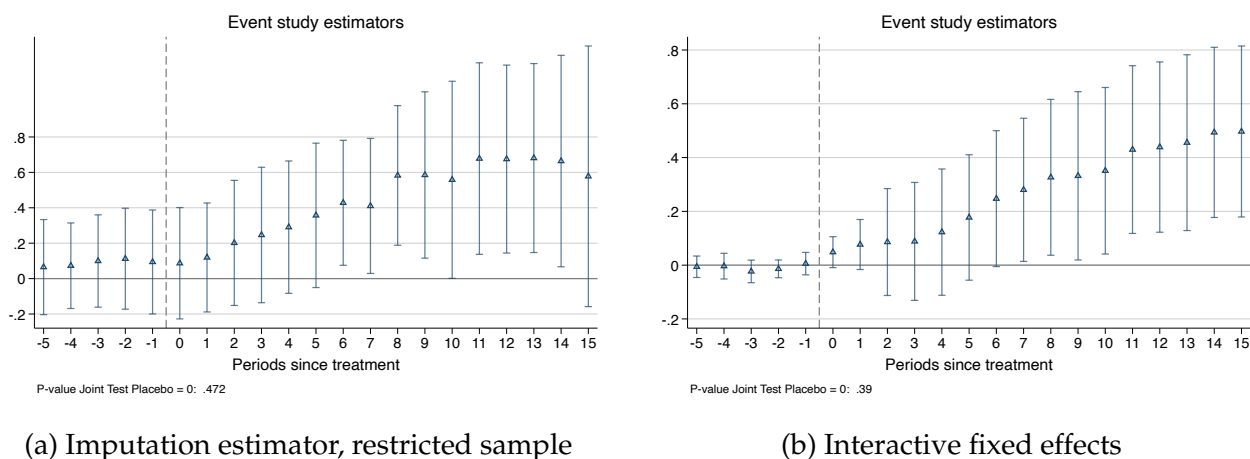 Event study estimators
.8
.6
.4
.2
0
-.2
-5 -4 -3 -2 -1 0 1 2 3 4 5 6 7 8 9 10 11 12 13 14 15
Periods since treatment
P-value Joint Test Placebo = 0: .472
(a) Imputation estimator, restricted sample
Event study estimators
.8
.6
.4
.2
0
-.2
-5 -4 -3 -2 -1 0 1 2 3 4 5 6 7 8 9 10 11 12 13 14 15
Periods since treatment
P-value Joint Test Placebo = 0: .39
(b) Interactive fixed effects